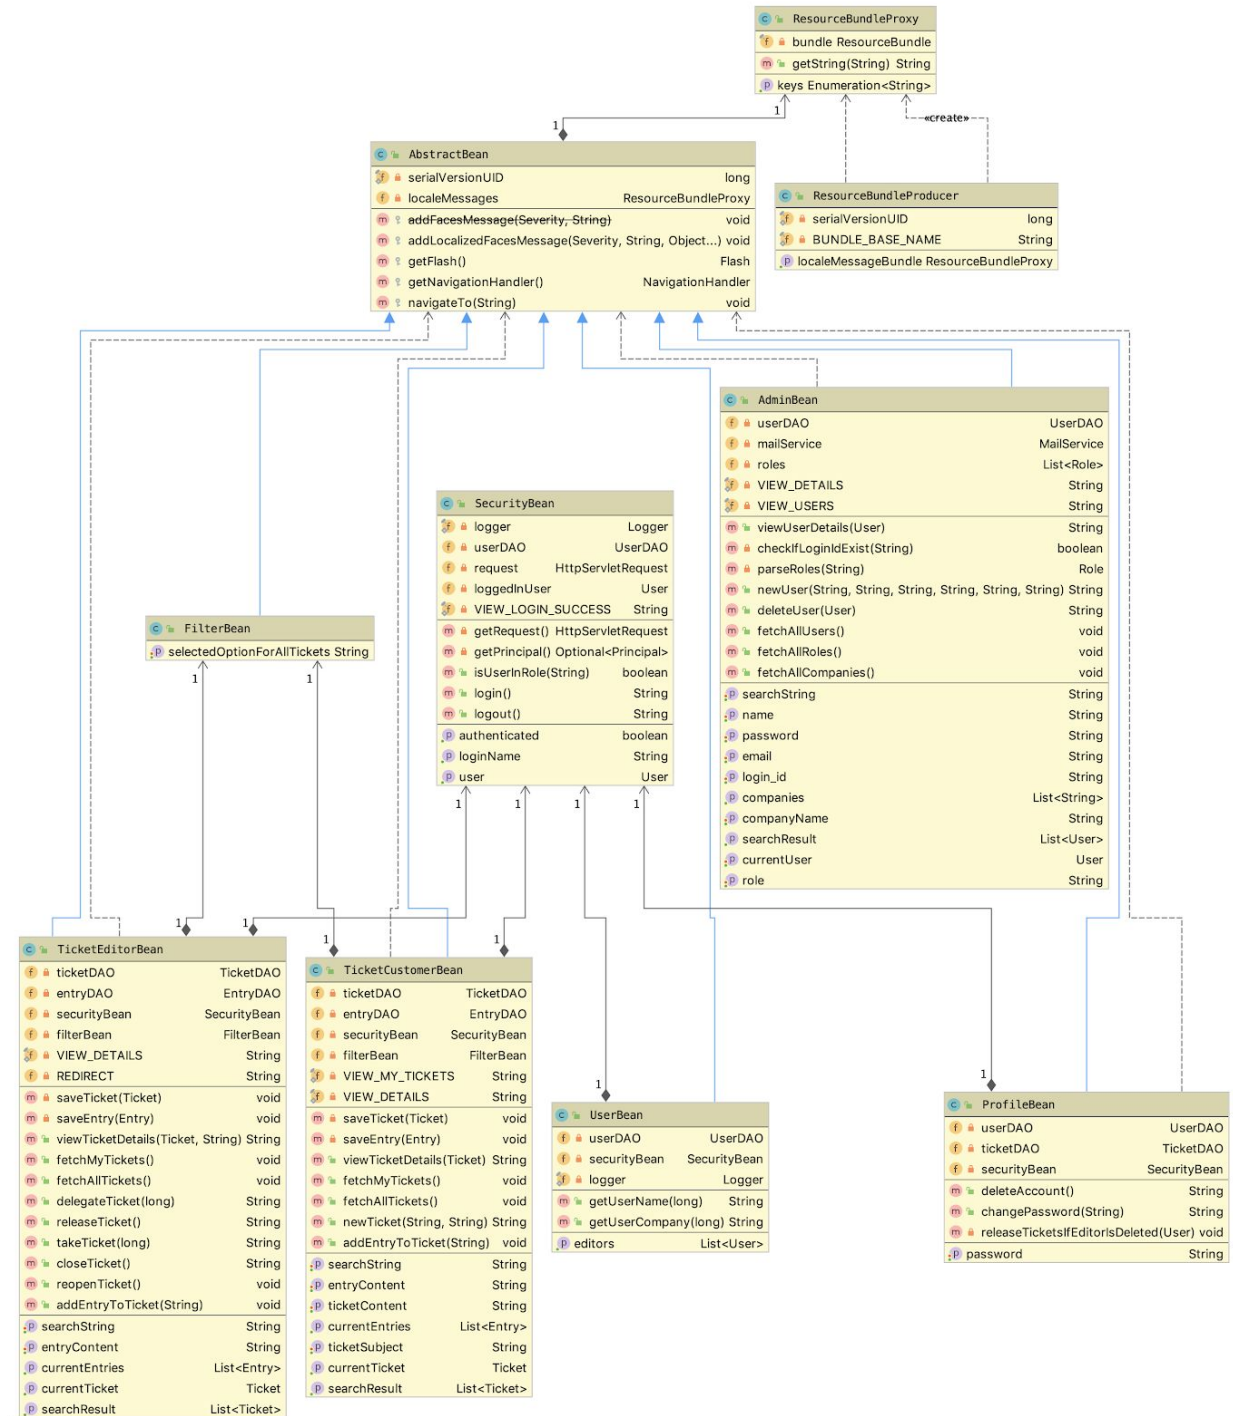 ResourceBundleProxy
bundle ResourceBundle
getString(String) String
keys Enumeration<String>
1
1
«create»
AbstractBean
serialVersionUID long
localeMessages ResourceBundleProxy
addFacesMessage(Severity, String) void
addLocalizedFacesMessage(Severity, String, Object...) void
getFlash() Flash
getNavigationHandler() NavigationHandler
navigateTo(String) void
ResourceBundleProducer
serialVersionUID long
BUNDLE_BASE_NAME String
localeMessageBundle ResourceBundleProxy
AdminBean
userDAO UserDAO
mailService MailService
roles List<Role>
VIEW_DETAILS String
VIEW_USERS String
viewUserDetails(User) String
checkIfLoginIdExist(String) boolean
parseRoles(String) Role
newUser(String, String, String, String, String, String) String
deleteUser(User) String
fetchAllUsers() void
fetchAllRoles() void
fetchAllCompanies() void
searchString String
name String
password String
email String
login_id String
companies List<String>
companyName String
searchResult List<User>
currentUser User
role String
SecurityBean
logger Logger
userDAO UserDAO
request HttpServletRequest
loggedInUser User
VIEW_LOGIN_SUCCESS String
getRequest() HttpServletRequest
getPrincipal() Optional<Principal>
isUserInRole(String) boolean
login() String
logout() String
authenticated boolean
loginName String
user User
FilterBean
selectedOptionForAllTickets String
1 1
1 1 1 1
1 1 1 1
1
1
TicketEditorBean
ticketDAO TicketDAO
entryDAO EntryDAO
securityBean SecurityBean
filterBean FilterBean
VIEW_DETAILS String
REDIRECT String
saveTicket(Ticket) void
saveEntry(Entry) void
viewTicketDetails(Ticket, String) String
fetchMyTickets() void
fetchAllTickets() void
delegateTicket(long) String
releaseTicket() String
takeTicket(long) String
closeTicket() String
reopenTicket() void
addEntryToTicket(String) void
searchString String
entryContent String
currentEntries List<Entry>
currentTicket Ticket
searchResult List<Ticket>
TicketCustomerBean
ticketDAO TicketDAO
entryDAO EntryDAO
securityBean SecurityBean
filterBean FilterBean
VIEW_MY_TICKETS String
VIEW_DETAILS String
saveTicket(Ticket) void
saveEntry(Entry) void
viewTicketDetails(Ticket) String
fetchMyTickets() void
fetchAllTickets() void
newTicket(String, String) String
addEntryToTicket(String) void
searchString String
entryContent String
ticketContent String
currentEntries List<Entry>
ticketSubject String
currentTicket Ticket
searchResult List<Ticket>
UserBean
userDAO UserDAO
securityBean SecurityBean
logger Logger
getUserName(long) String
getUserCompany(long) String
editors List<User>
ProfileBean
userDAO UserDAO
ticketDAO TicketDAO
securityBean SecurityBean
deleteAccount() String
changePassword(String) String
releaseTicketsIfEditorIsDeleted(User) void
password String